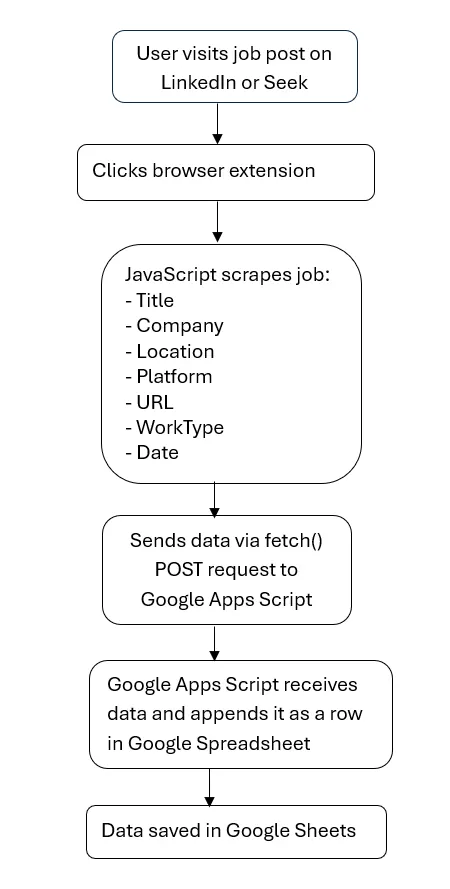 User visits job post on
LinkedIn or Seek
Clicks browser extension
JavaScript scrapes job:
- Title
- Company
- Location
- Platform
- URL
- WorkType
- Date
Sends data via fetch()
POST request to
Google Apps Script
Google Apps Script receives
data and appends it as a row
in Google Spreadsheet
Data saved in Google Sheets